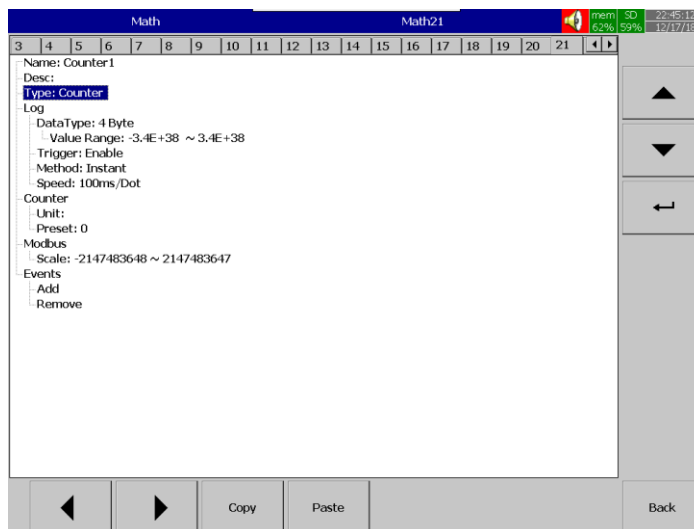 Math Math21 mem SD 22:45:12
62% 59% 12/17/18
3 4 5 6 7 8 9 10 11 12 13 14 15 16 17 18 19 20 21
Name: Counter1
Desc:
Type: Counter
Log
DataType: 4 Byte
Value Range: -3.4E+38 ~ 3.4E+38
Trigger: Enable
Method: Instant
Speed: 100ms/Dot
Counter
Unit:
Preset: 0
Modbus
Scale: -2147483648 ~ 2147483647
Events
Add
Remove
Copy Paste Back